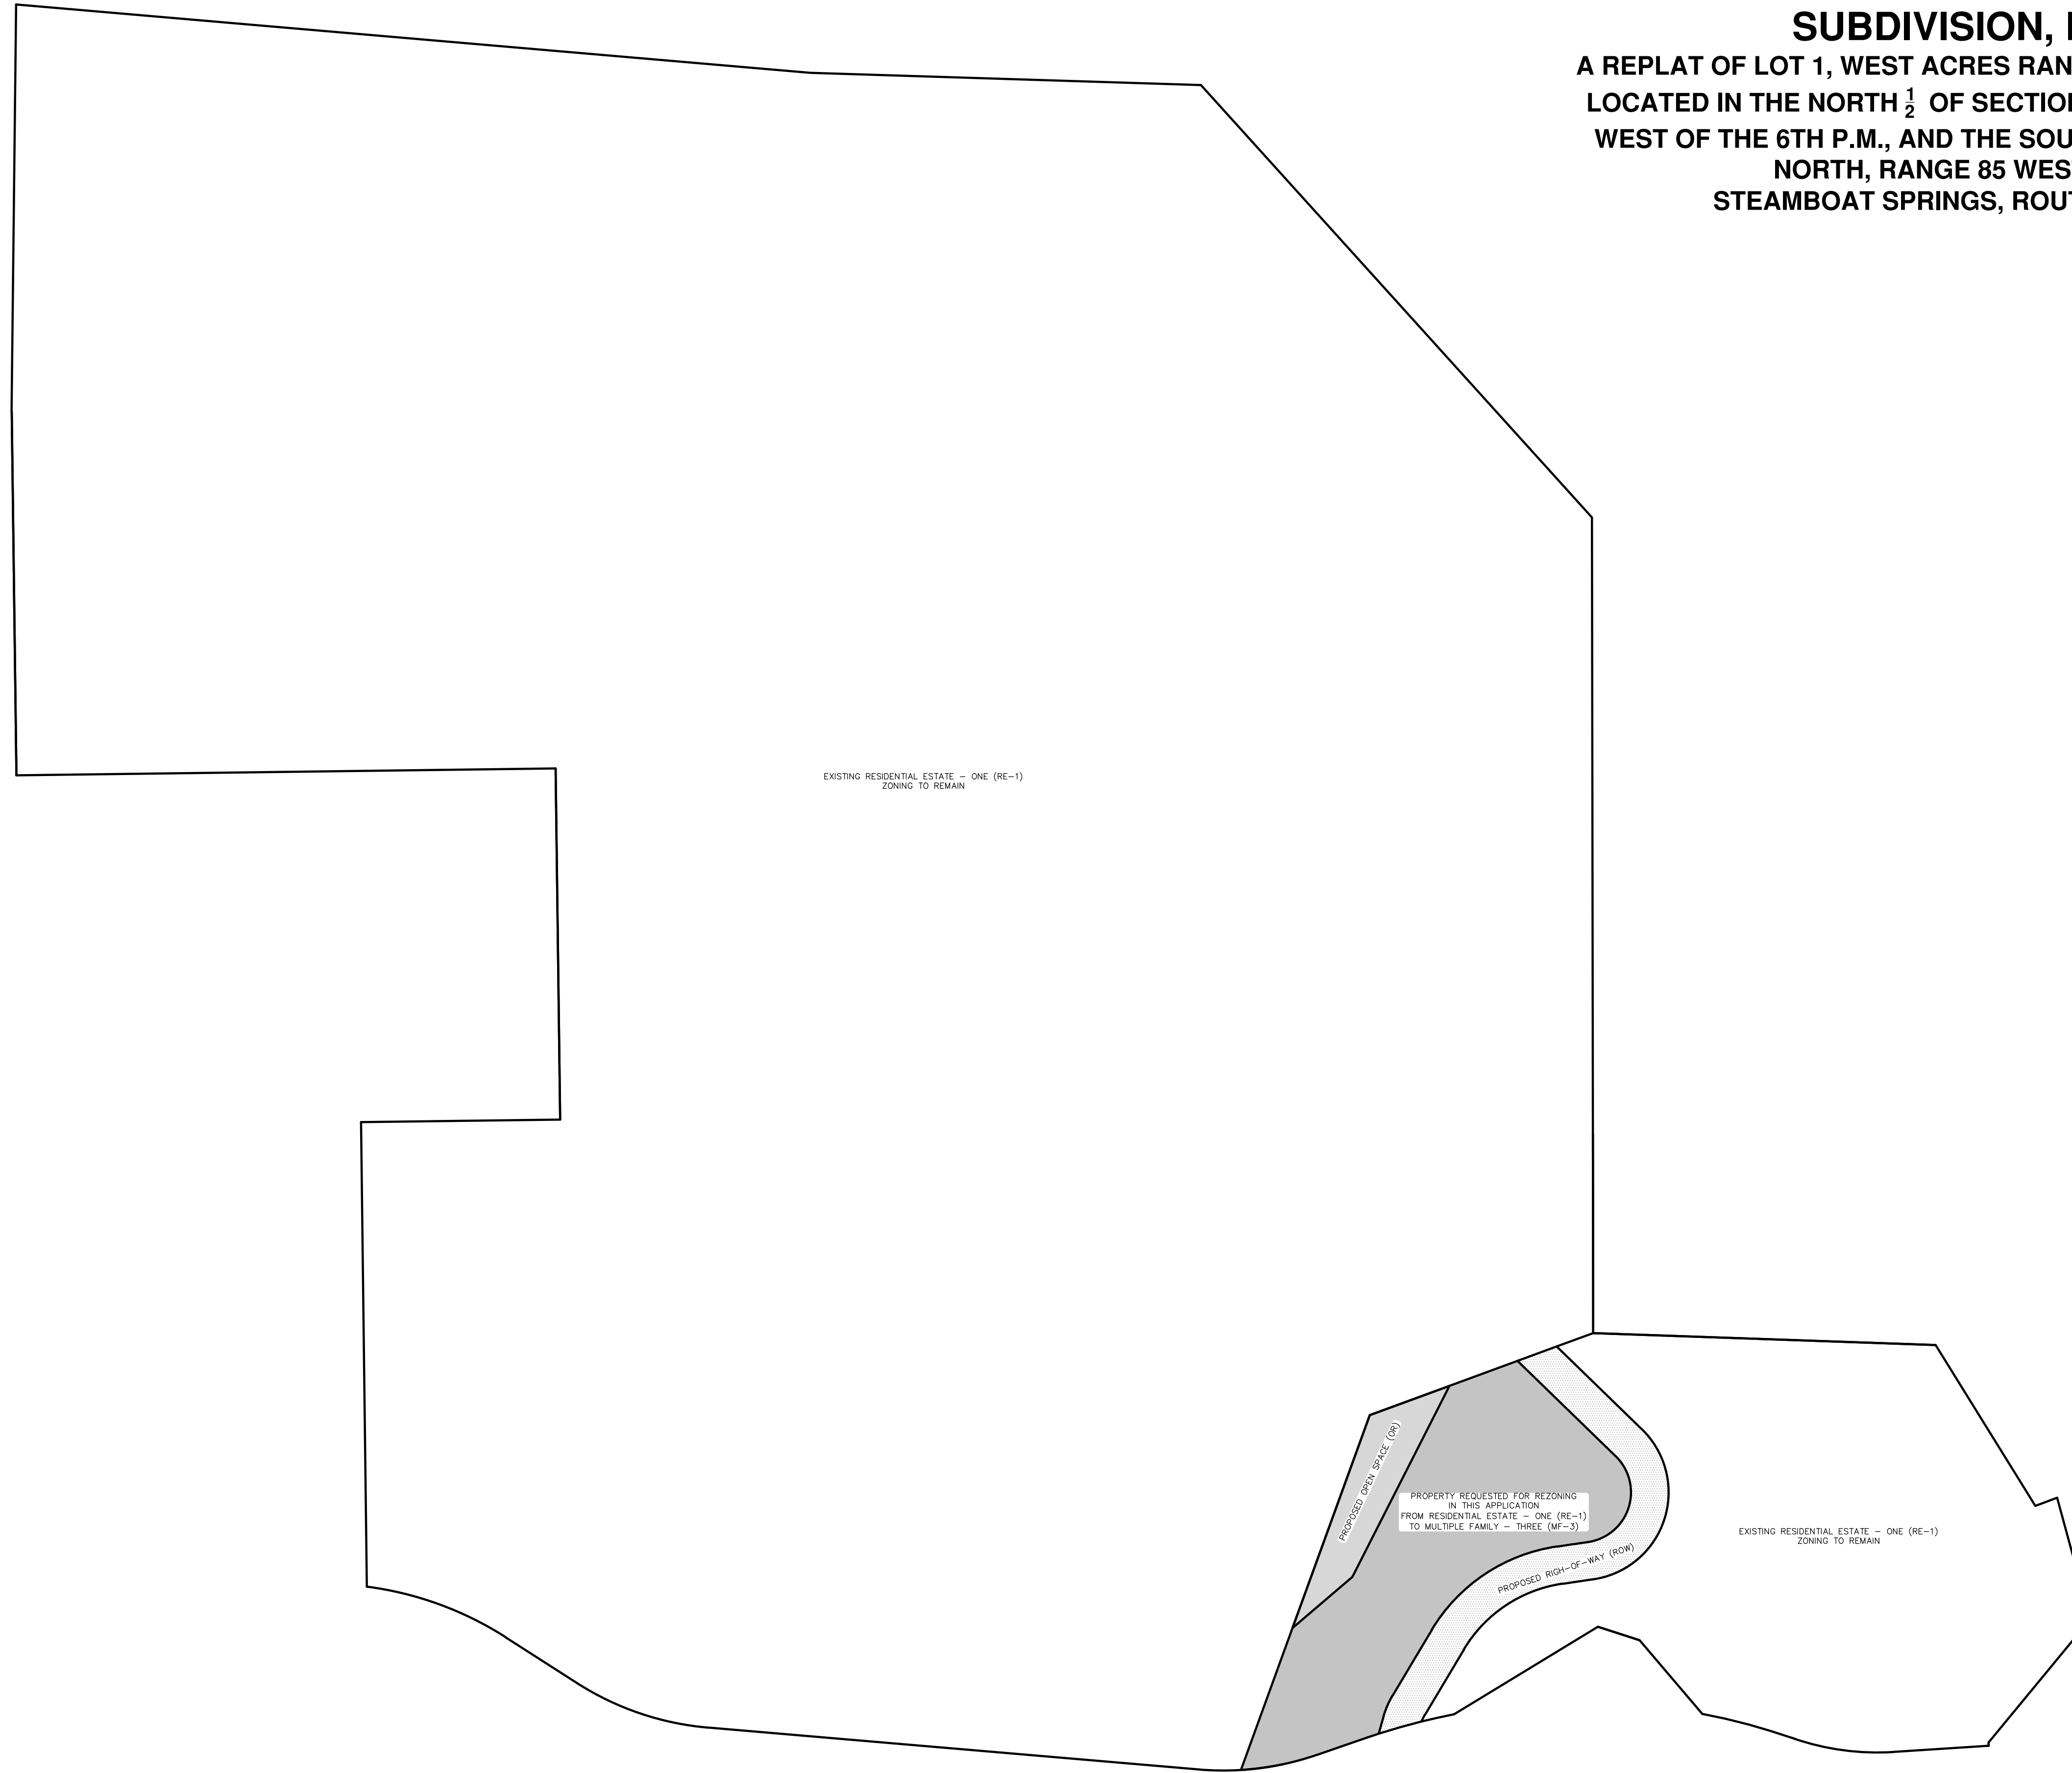 SUBDIVISION,
A REPLAT OF LOT 1, WEST ACRES RAN
LOCATED IN THE NORTH 1/2 OF SECTION
WEST OF THE 6TH P.M., AND THE SOU
NORTH, RANGE 85 WES
STEAMBOAT SPRINGS, ROUT
EXISTING RESIDENTIAL ESTATE – ONE (RE–1)
ZONING TO REMAIN
PROPOSED OPEN SPACE (OR)
PROPERTY REQUESTED FOR REZONING
IN THIS APPLICATION
FROM RESIDENTIAL ESTATE – ONE (RE–1)
TO MULTIPLE FAMILY – THREE (MF–3)
PROPOSED RIGH–OF–WAY (ROW)
EXISTING RESIDENTIAL ESTATE – ONE (RE–1)
ZONING TO REMAIN